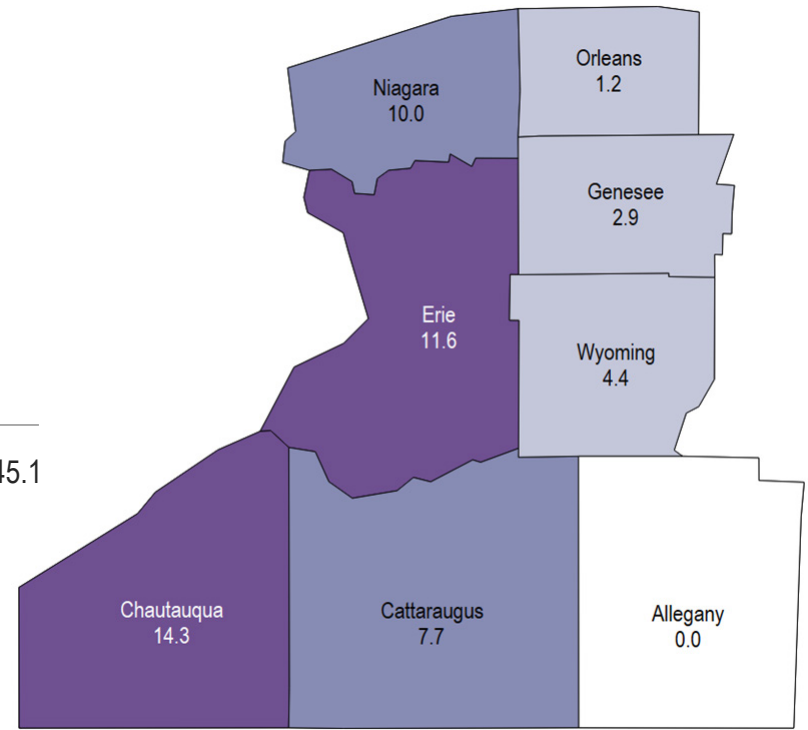 Orleans
1.2
Niagara
10.0
Genesee
2.9
Erie
11.6
Wyoming
4.4
45.1
Chautauqua
14.3
Cattaraugus
7.7
Allegany
0.0